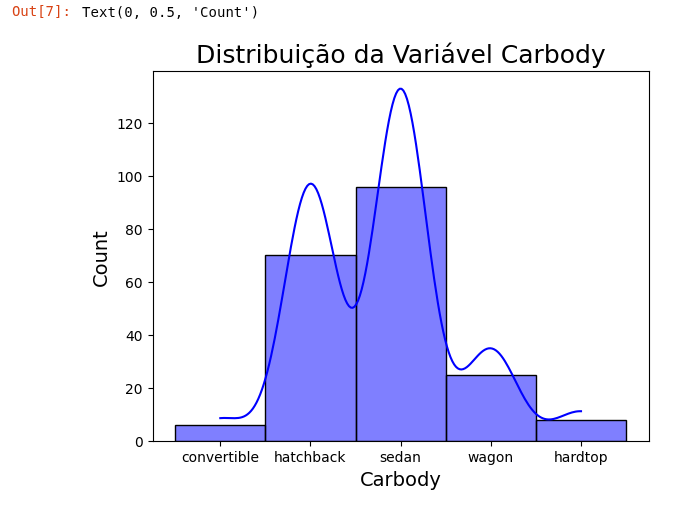 Out[7]: Text(0, 0.5, 'Count')
Distribuição da Variável Carbody
120
100
80
60
40
20
0
Count
convertible hatchback sedan wagon hardtop
Carbody